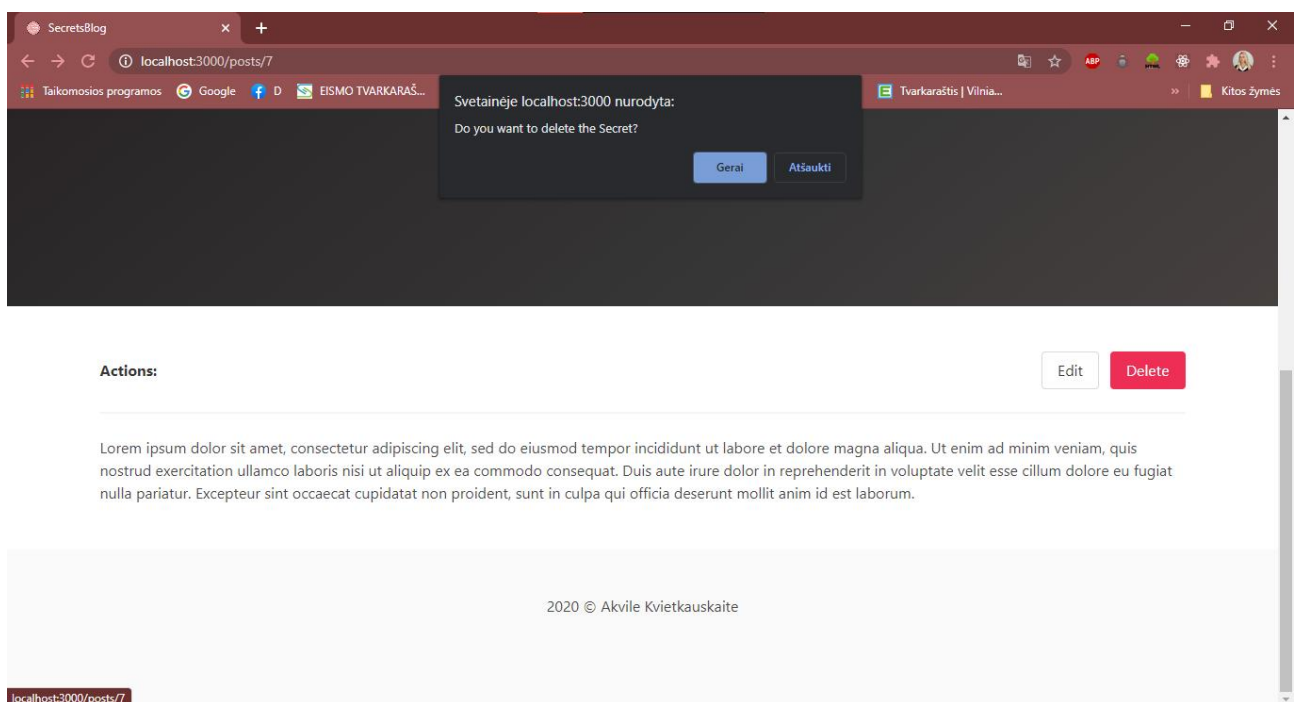 SecretsBlog
localhost:3000/posts/7
ABP
Taikomosios programos Google D EISMO TVARKARAŠ... Tvarkaraštis | Vilnia... » Kitos žymės
Svetainėje localhost:3000 nurodyta:
Do you want to delete the Secret?
Gerai Atšaukti
Actions: Edit Delete
Lorem ipsum dolor sit amet, consectetur adipiscing elit, sed do eiusmod tempor incididunt ut labore et dolore magna aliqua. Ut enim ad minim veniam, quis
nostrud exercitation ullamco laboris nisi ut aliquip ex ea commodo consequat. Duis aute irure dolor in reprehenderit in voluptate velit esse cillum dolore eu fugiat
nulla pariatur. Excepteur sint occaecat cupidatat non proident, sunt in culpa qui officia deserunt mollit anim id est laborum.
2020 © Akvile Kvietkauskaite
localhost:3000/posts/7